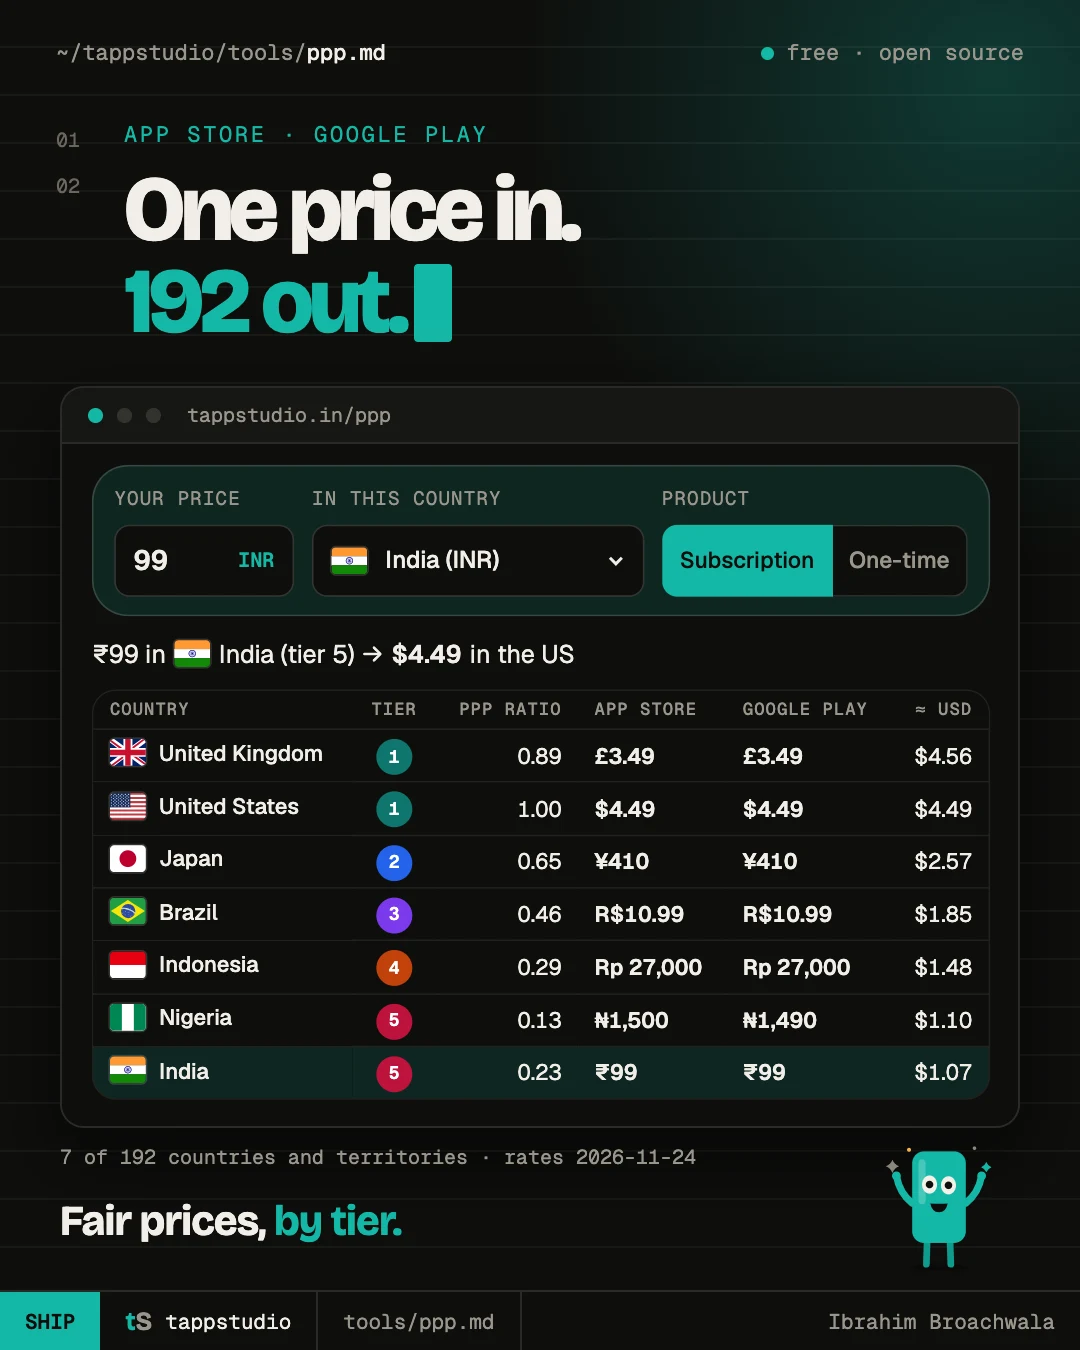 ~/tappstudio/tools/ppp.md
free · open source
01 APP STORE · GOOGLE PLAY
02 One price in.
192 out.
tappstudio.in/ppp
YOUR PRICE IN THIS COUNTRY PRODUCT
99 INR India (INR) Subscription One-time
₹99 in India (tier 5) → $4.49 in the US
COUNTRY TIER PPP RATIO APP STORE GOOGLE PLAY ≈ USD
United Kingdom 1 0.89 £3.49 £3.49 $4.56
United States 1 1.00 $4.49 $4.49 $4.49
Japan 2 0.65 ¥410 ¥410 $2.57
Brazil 3 0.46 R$10.99 R$10.99 $1.85
Indonesia 4 0.29 Rp 27,000 Rp 27,000 $1.48
Nigeria 5 0.13 ₦1,500 ₦1,490 $1.10
India 5 0.23 ₹99 ₹99 $1.07
7 of 192 countries and territories · rates 2026-11-24
Fair prices, by tier.
SHIP tS tappstudio tools/ppp.md Ibrahim Broachwala